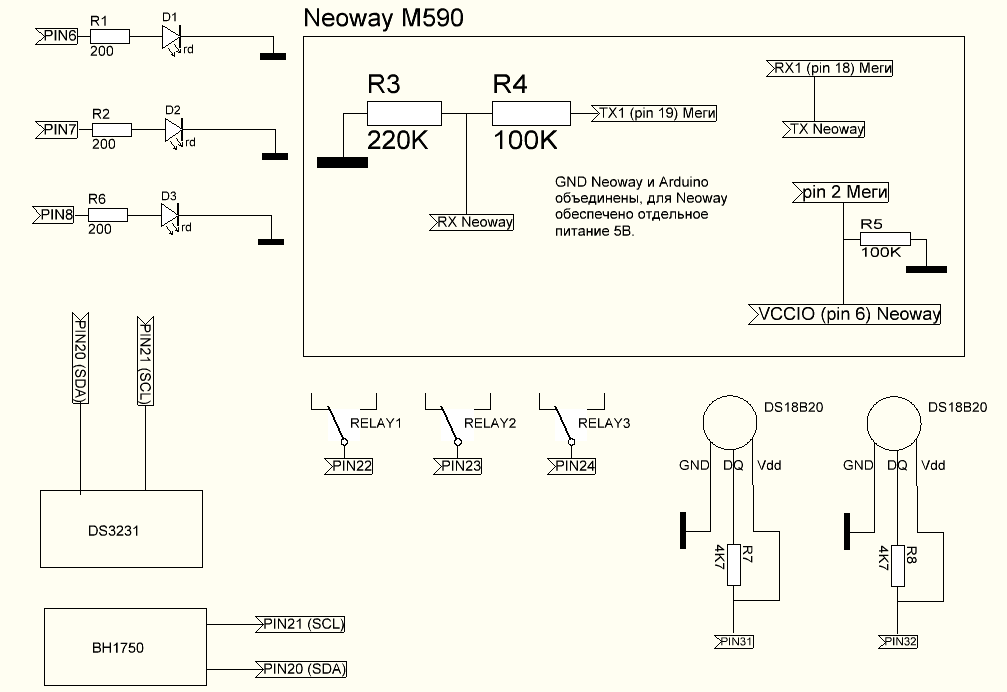 Neoway M590
PIN6
R1
200
D1
rd
PIN7
R2
200
D2
rd
PIN8
R6
200
D3
rd
R3
220K
R4
100K
TX1 (pin 19) Меги
RX Neoway
RX1 (pin 18) Меги
TX Neoway
GND Neoway и Arduino
объединены, для Neoway
обеспечено отдельное
питание 5В.
pin 2 Меги
R5
100K
VCCIO (pin 6) Neoway
PIN20 (SDA)
PIN21 (SCL)
DS3231
BH1750
PIN21 (SCL)
PIN20 (SDA)
RELAY1
PIN22
RELAY2
PIN23
RELAY3
PIN24
DS18B20
GND DQ Vdd
R7
4K7
PIN31
DS18B20
GND DQ Vdd
R8
4K7
PIN32